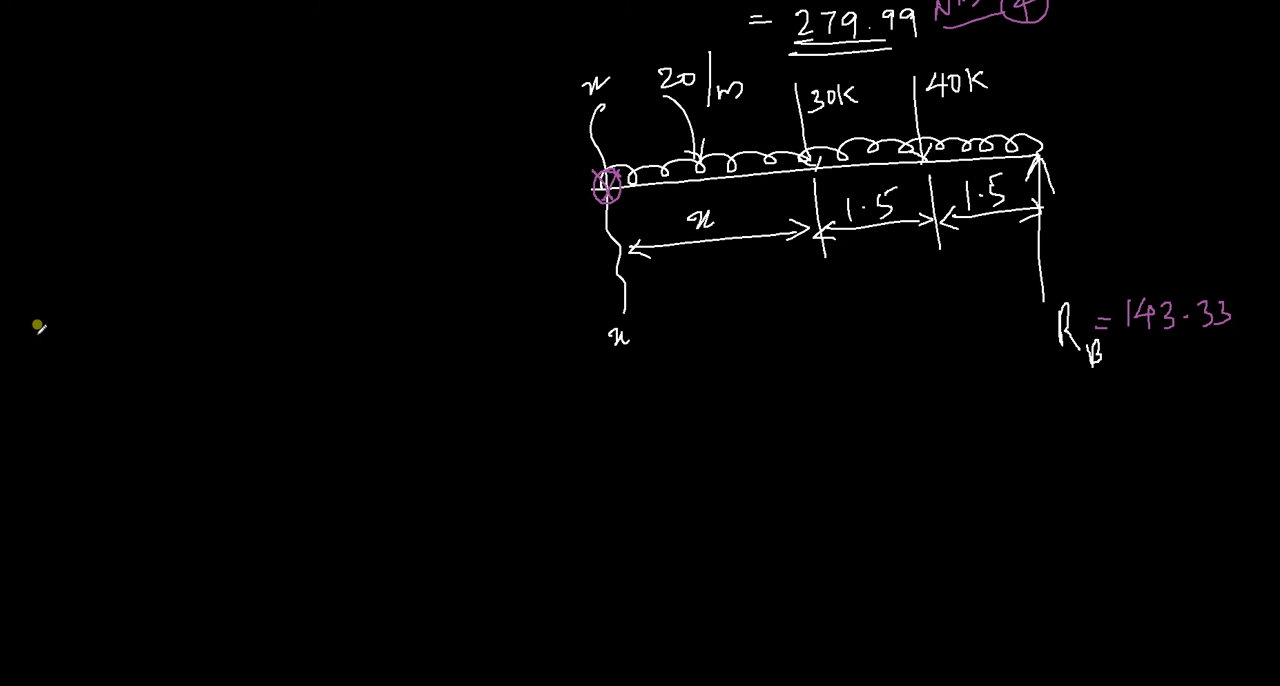 = 279.99
x 20/m 30K 40K
x 1.5 1.5
R_B = 143.33
x